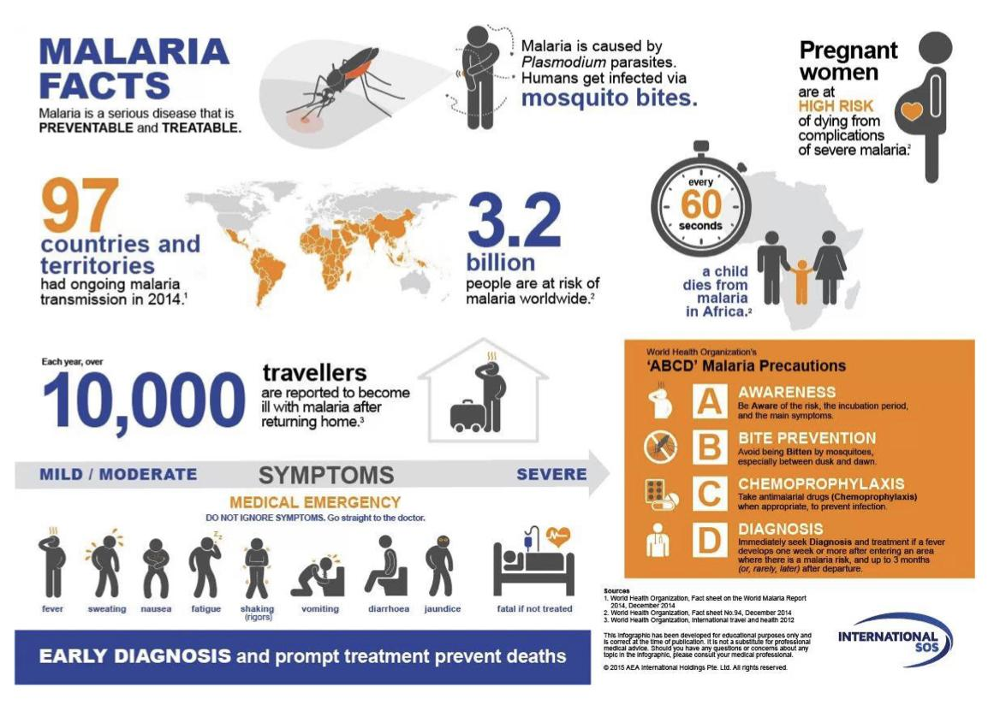 MALARIA
FACTS
Malaria is a serious disease that is
PREVENTABLE and TREATABLE.
Malaria is caused by
Plasmodium parasites.
Humans get infected via
mosquito bites.
Pregnant
women
are at
HIGH RISK
of dying from
complications
of severe malaria.2
97
countries and
territories
had ongoing malaria
transmission in 2014.1
3.2
billion
people are at risk of
malaria worldwide.2
every
60
seconds
a child
dies from
malaria
in Africa.2
Each year, over
10,000
travellers
are reported to become
ill with malaria after
returning home.3
World Health Organization's
'ABCD' Malaria Precautions
A
AWARENESS
Be Aware of the risk, the incubation period,
and the main symptoms.
B
BITE PREVENTION
Avoid being Bitten by mosquitoes,
especially between dusk and dawn.
C
CHEMOPROPHYLAXIS
Take antimalarial drugs (Chemoprophylaxis)
when appropriate, to prevent infection.
D
DIAGNOSIS
Immediately seek Diagnosis and treatment if a fever
develops one week or more after entering an area
where there is a malaria risk, and up to 3 months
(or, rarely, later) after departure.
MILD / MODERATE SYMPTOMS SEVERE
MEDICAL EMERGENCY
DO NOT IGNORE SYMPTOMS. Go straight to the doctor.
z z
fever sweating nausea fatigue shaking vomiting diarrhoea jaundice fatal if not treated
(rigors)
EARLY DIAGNOSIS and prompt treatment prevent deaths
Sources
1. World Health Organization, Fact sheet on the World Malaria Report
2014, December 2014
2. World Health Organization, Fact sheet No.94, December 2014
3. World Health Organization, International travel and health 2012
This infographic has been developed for educational purposes only and
is correct at the time of publication. It is not a substitute for professional
medical advice. Should you have any questions or concerns about any
topic in the infographic, please consult your medical professional.
© 2015 AEA International Holdings Pte. Ltd. All rights reserved.
INTERNATIONAL
SOS